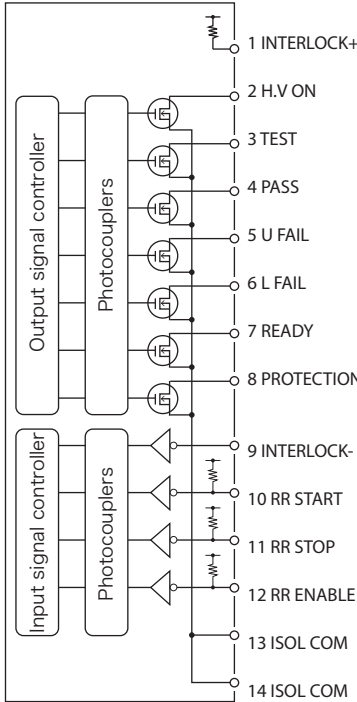 1 INTERLOCK+
2 H.V ON
3 TEST
4 PASS
5 U FAIL
6 L FAIL
7 READY
8 PROTECTION
Output signal controller
Photocouplers
9 INTERLOCK-
10 RR START
11 RR STOP
12 RR ENABLE
Input signal controller
Photocouplers
13 ISOL COM
14 ISOL COM